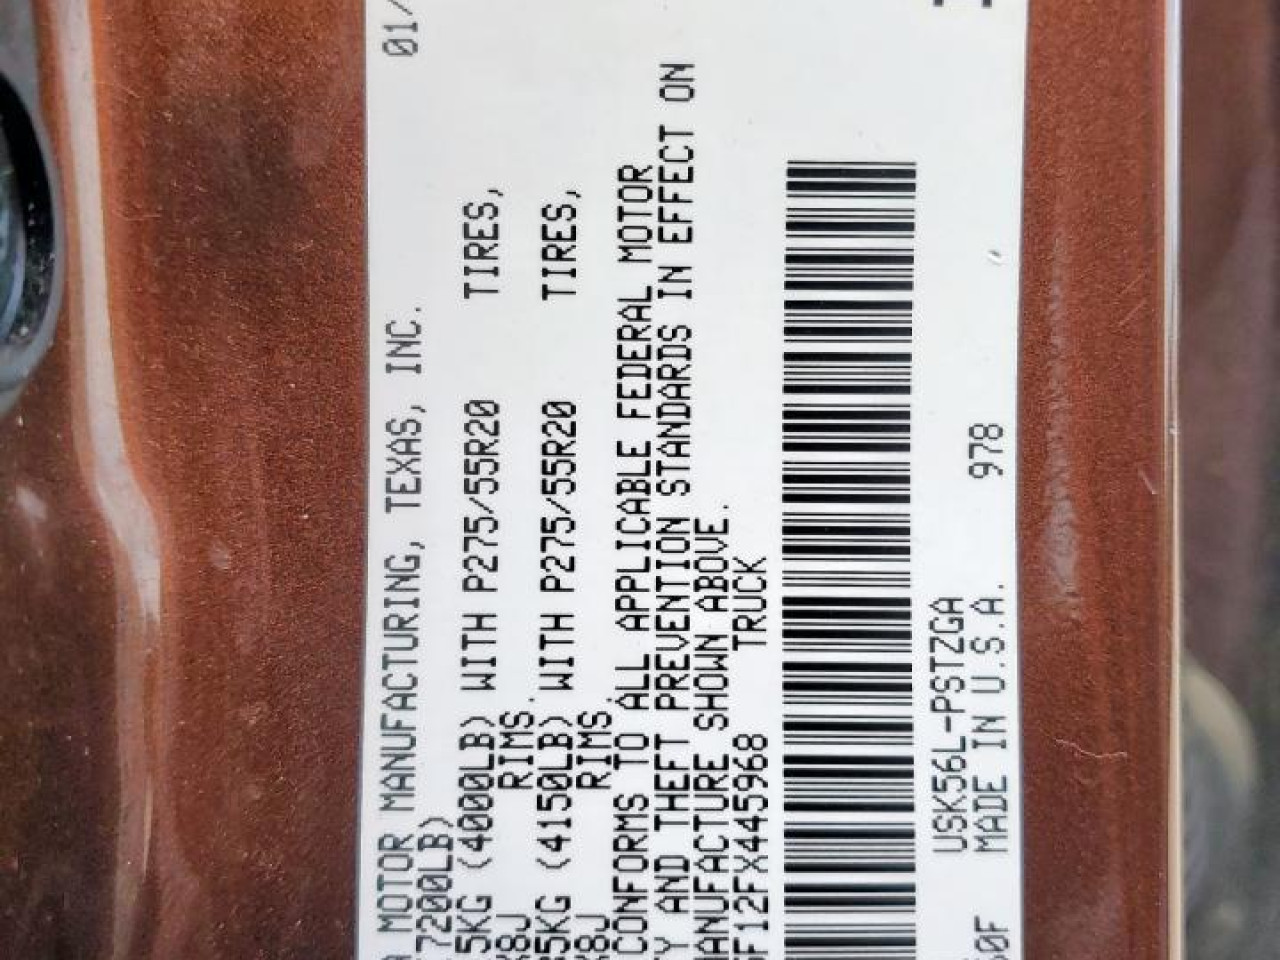 MOTOR MANUFACTURING, TEXAS, INC. 01/
7200LB)
5KG (4000LB) WITH P275/55R20 TIRES,
X8J RIMS.
5KG (4150LB) WITH P275/55R20 TIRES,
X8J RIMS.
CONFORMS TO ALL APPLICABLE FEDERAL MOTOR
Y AND THEFT PREVENTION STANDARDS IN EFFECT ON
MANUFACTURE SHOWN ABOVE.
F12FX445968 TRUCK
USK56L-PSTZGA
0F MADE IN U.S.A. 978